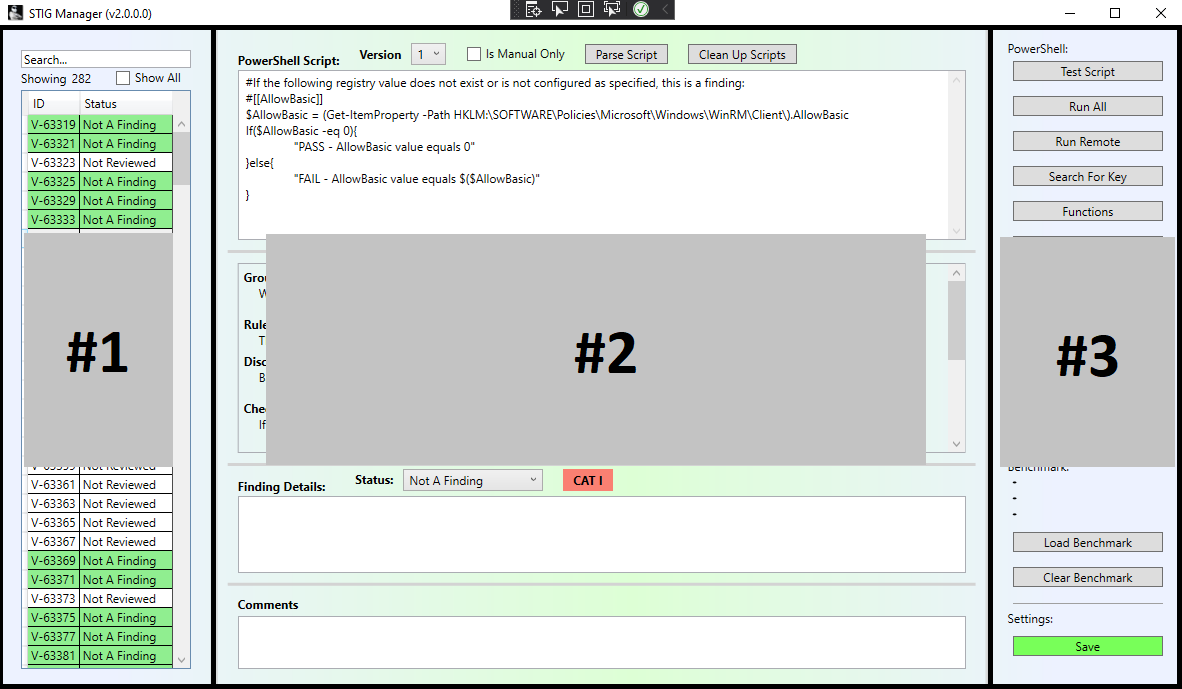 STIG Manager (v2.0.0.0)
Search...
Showing 282 Show All
ID Status
V-63319 Not A Finding
V-63321 Not A Finding
V-63323 Not Reviewed
V-63325 Not A Finding
V-63329 Not A Finding
V-63333 Not A Finding
#1
V-63361 Not Reviewed
V-63363 Not Reviewed
V-63365 Not Reviewed
V-63367 Not Reviewed
V-63369 Not A Finding
V-63371 Not A Finding
V-63373 Not Reviewed
V-63375 Not A Finding
V-63377 Not A Finding
V-63381 Not A Finding
PowerShell Script: Version 1 Is Manual Only Parse Script Clean Up Scripts
#If the following registry value does not exist or is not configured as specified, this is a finding:
#[[AllowBasic]]
$AllowBasic = (Get-ItemProperty -Path HKLM:\SOFTWARE\Policies\Microsoft\Windows\WinRM\Client\).AllowBasic
If($AllowBasic -eq 0){
"PASS - AllowBasic value equals 0"
}else{
"FAIL - AllowBasic value equals $($AllowBasic)"
}
#2
If
Finding Details: Status: Not A Finding CAT I
Comments
PowerShell:
Test Script
Run All
Run Remote
Search For Key
Functions
#3
Benchmark:
-
-
-
Load Benchmark
Clear Benchmark
Settings:
Save